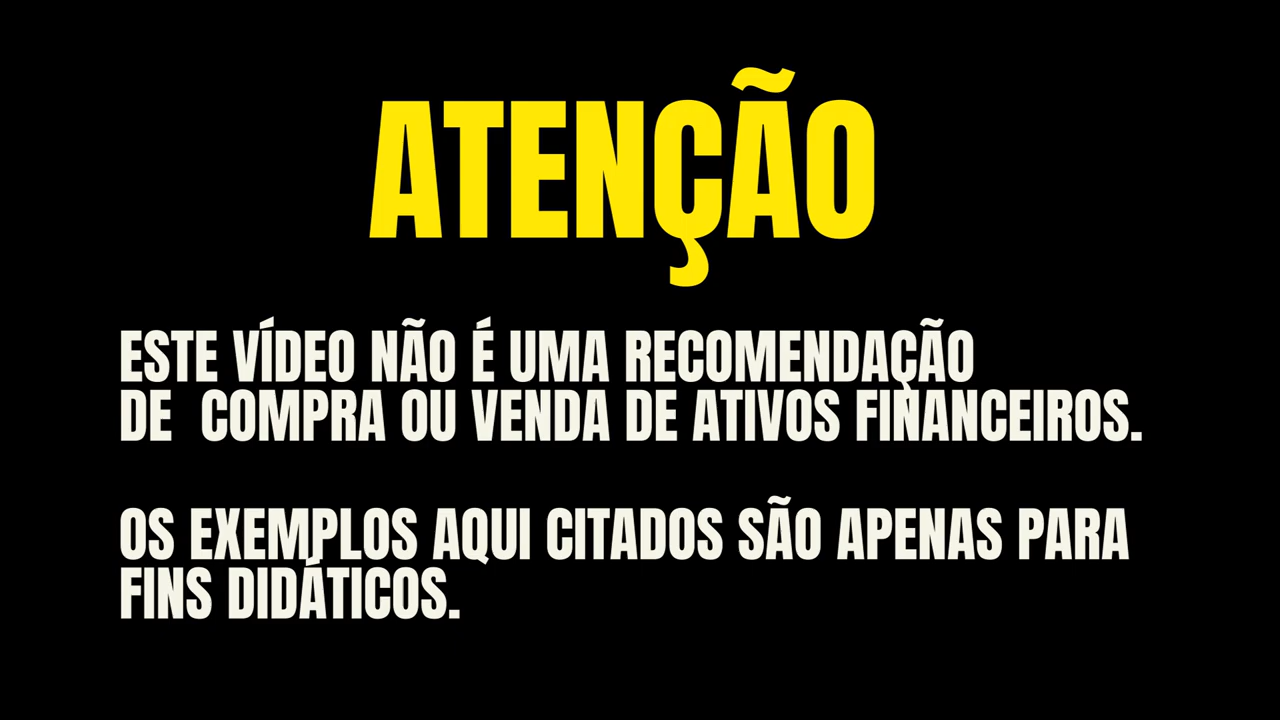 ATENÇÃO
ESTE VÍDEO NÃO É UMA RECOMENDAÇÃO
DE COMPRA OU VENDA DE ATIVOS FINANCEIROS.
OS EXEMPLOS AQUI CITADOS SÃO APENAS PARA
FINS DIDÁTICOS.